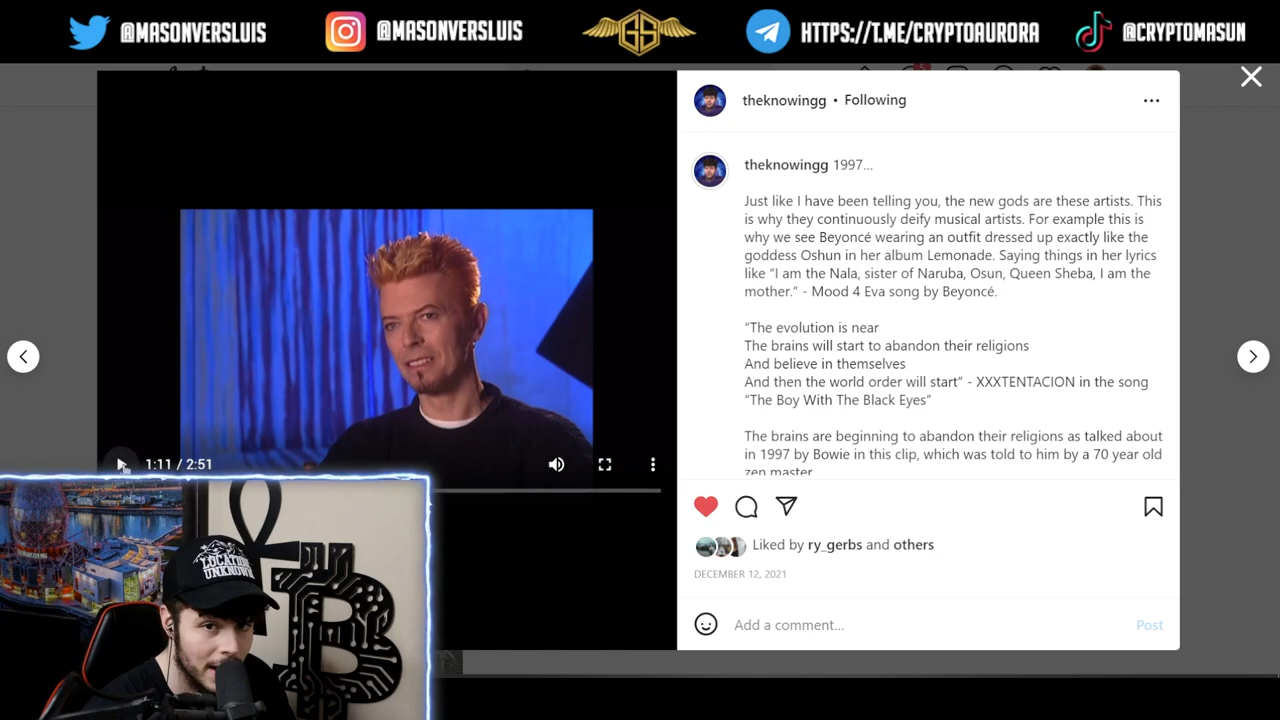 @MASONVERSLUIS
@MASONVERSLUIS
GS
HTTPS://T.ME/CRYPTOAURORA
@CRYPTOMASUN
theknowingg • Following
theknowingg 1997...
Just like I have been telling you, the new gods are these artists. This
is why they continuously deify musical artists. For example this is
why we see Beyoncé wearing an outfit dressed up exactly like the
goddess Oshun in her album Lemonade. Saying things in her lyrics
like “I am the Nala, sister of Naruba, Osun, Queen Sheba, I am the
mother.” - Mood 4 Eva song by Beyoncé.
“The evolution is near
The brains will start to abandon their religions
And believe in themselves
And then the world order will start” - XXXTENTACION in the song
“The Boy With The Black Eyes”
The brains are beginning to abandon their religions as talked about
in 1997 by Bowie in this clip, which was told to him by a 70 year old
zen master
1:11 / 2:51
Liked by ry_gerbs and others
DECEMBER 12, 2021
Add a comment...
Post
LOCATION
UNKNOWN